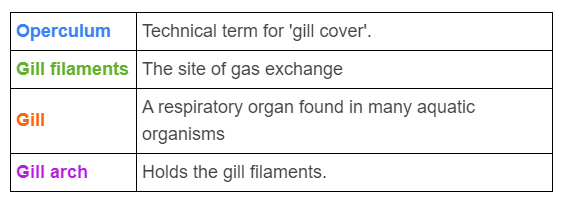 Operculum Technical term for 'gill cover'.
Gill filaments The site of gas exchange
Gill A respiratory organ found in many aquatic
organisms
Gill arch Holds the gill filaments.